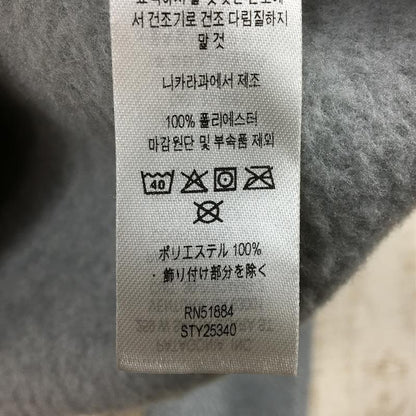 서 건조기로 건조 다림질하지
말 것
니카라과에서 제조
100% 폴리에스터
마감원단 및 부속품 제외
40
ポリエステル 100%
・飾り付け部分を除く
RN51884
STY25340